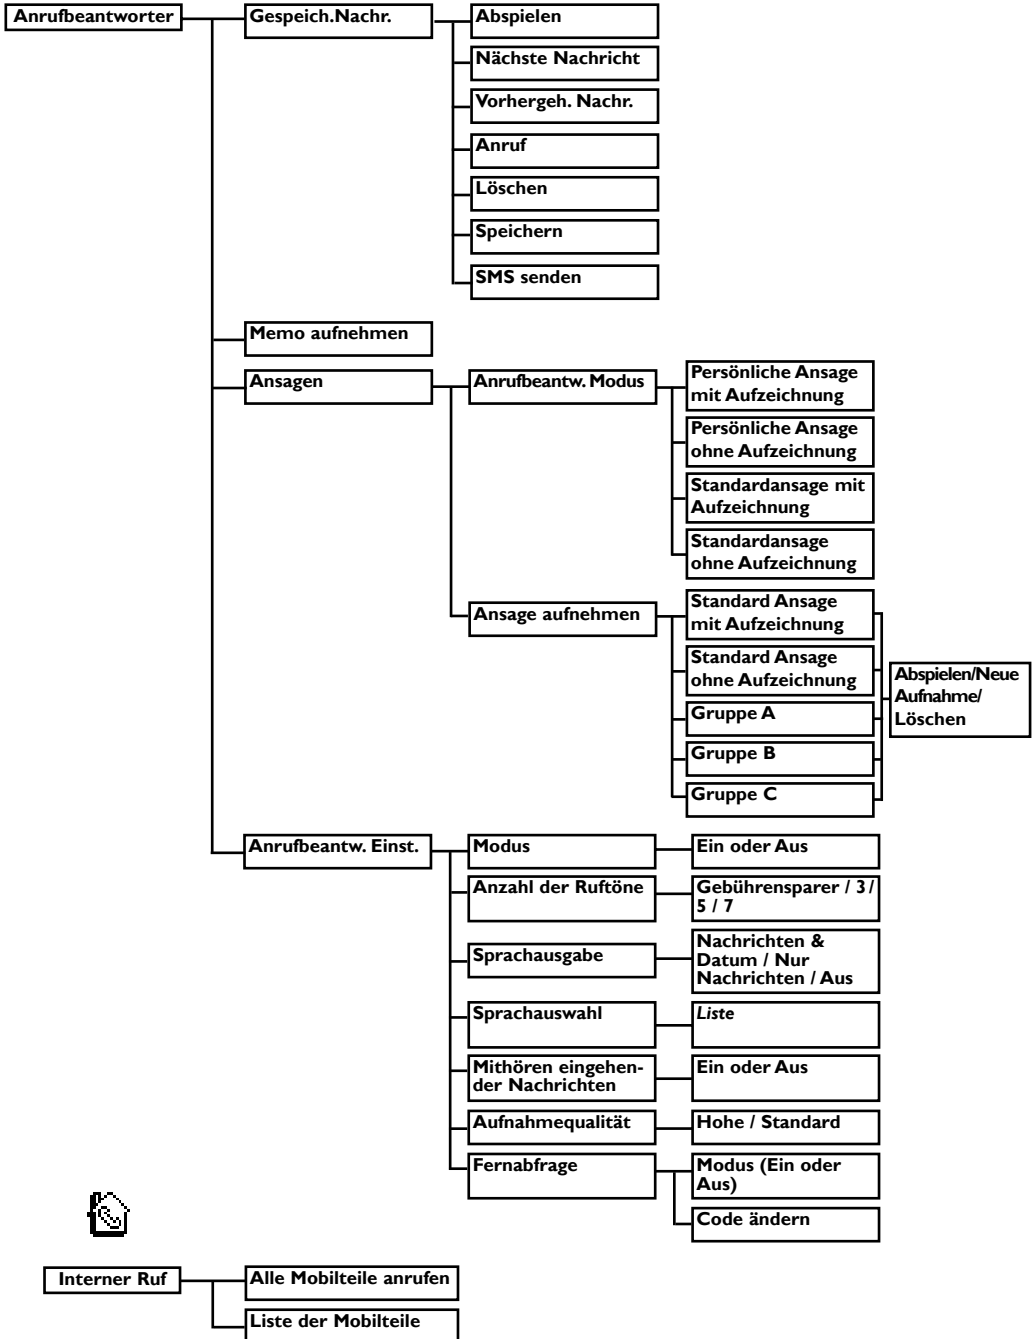 Anrufbeantworter
Gespeich.Nachr.
Abspielen
Nächste Nachricht
Vorhergeh. Nachr.
Anruf
Löschen
Speichern
SMS senden
Memo aufnehmen
Ansagen
Anrufbeantw. Modus
Persönliche Ansage
mit Aufzeichnung
Persönliche Ansage
ohne Aufzeichnung
Standardansage mit
Aufzeichnung
Standardansage
ohne Aufzeichnung
Ansage aufnehmen
Standard Ansage
mit Aufzeichnung
Standard Ansage
ohne Aufzeichnung
Gruppe A
Gruppe B
Gruppe C
Abspielen/Neue
Aufnahme/
Löschen
Anrufbeantw. Einst.
Modus
Ein oder Aus
Anzahl der Ruftöne
Gebührensparer / 3 /
5 / 7
Sprachausgabe
Nachrichten &
Datum / Nur
Nachrichten / Aus
Sprachauswahl
Liste
Mithören eingehen-
der Nachrichten
Ein oder Aus
Aufnahmequalität
Hohe / Standard
Fernabfrage
Modus (Ein oder
Aus)
Code ändern
Interner Ruf
Alle Mobilteile anrufen
Liste der Mobilteile